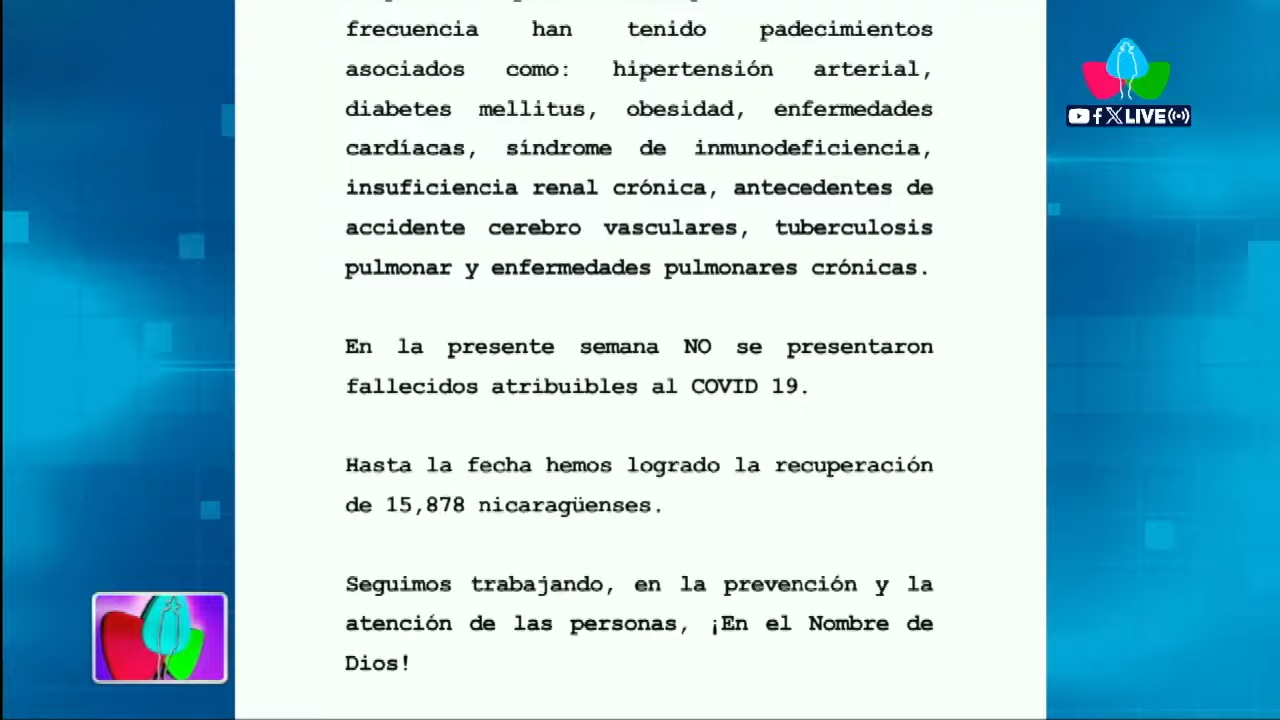 frecuencia han tenido padecimientos
asociados como: hipertensión arterial,
diabetes mellitus, obesidad, enfermedades
cardíacas, síndrome de inmunodeficiencia,
insuficiencia renal crónica, antecedentes de
accidente cerebro vasculares, tuberculosis
pulmonar y enfermedades pulmonares crónicas.
En la presente semana NO se presentaron
fallecidos atribuibles al COVID 19.
Hasta la fecha hemos logrado la recuperación
de 15,878 nicaragüenses.
Seguimos trabajando, en la prevención y la
atención de las personas, ¡En el Nombre de
Dios!
LIVE